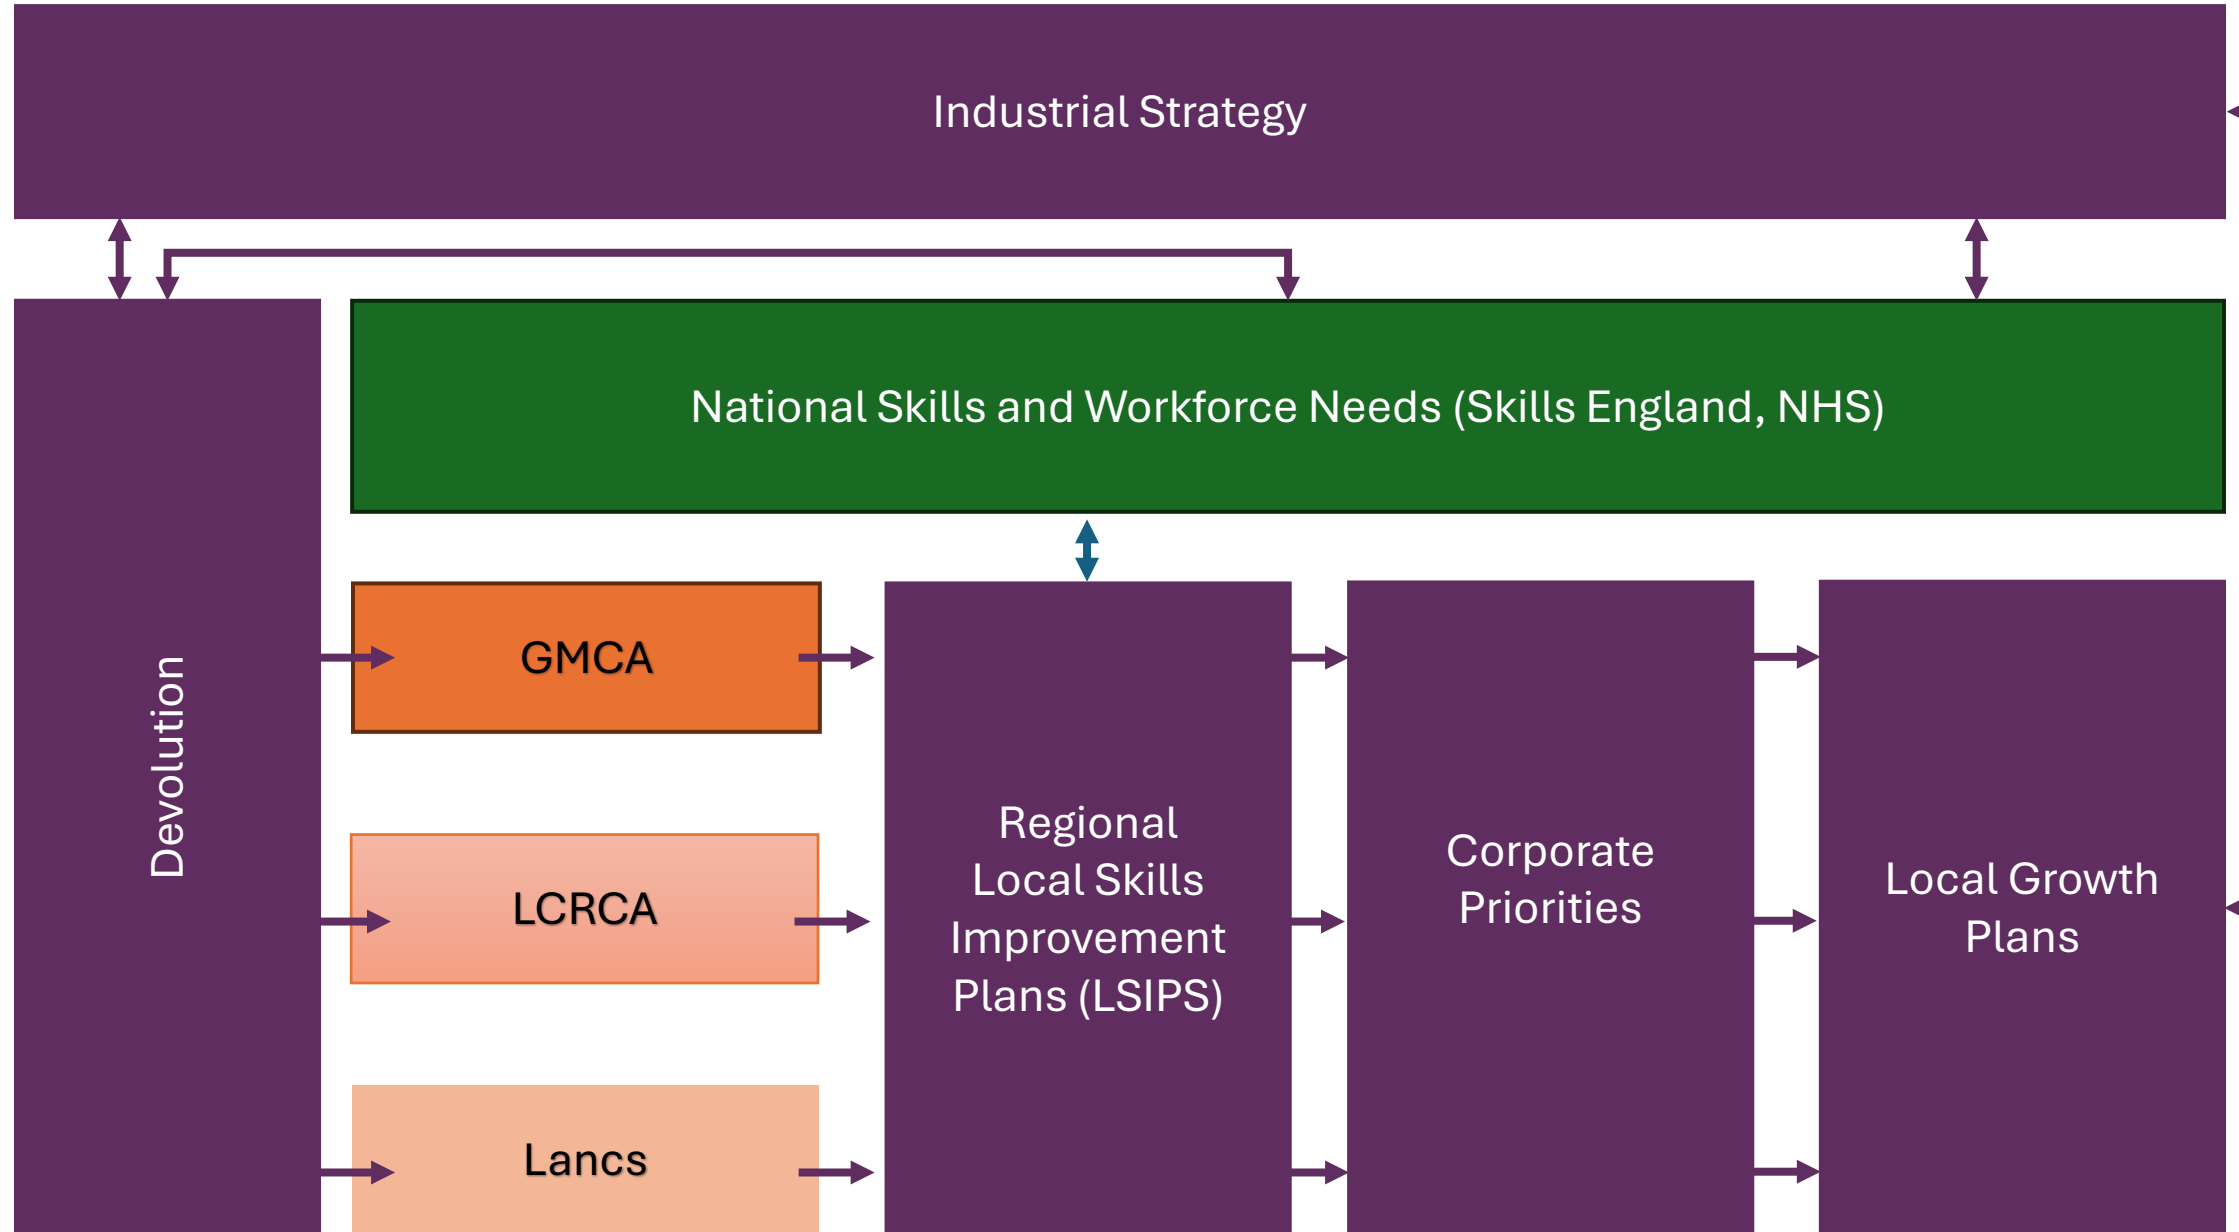 Industrial Strategy
National Skills and Workforce Needs (Skills England, NHS)
Devolution
GMCA
LCRCA
Lancs
Regional
Local Skills
Improvement
Plans (LSIPS)
Corporate
Priorities
Local Growth
Plans